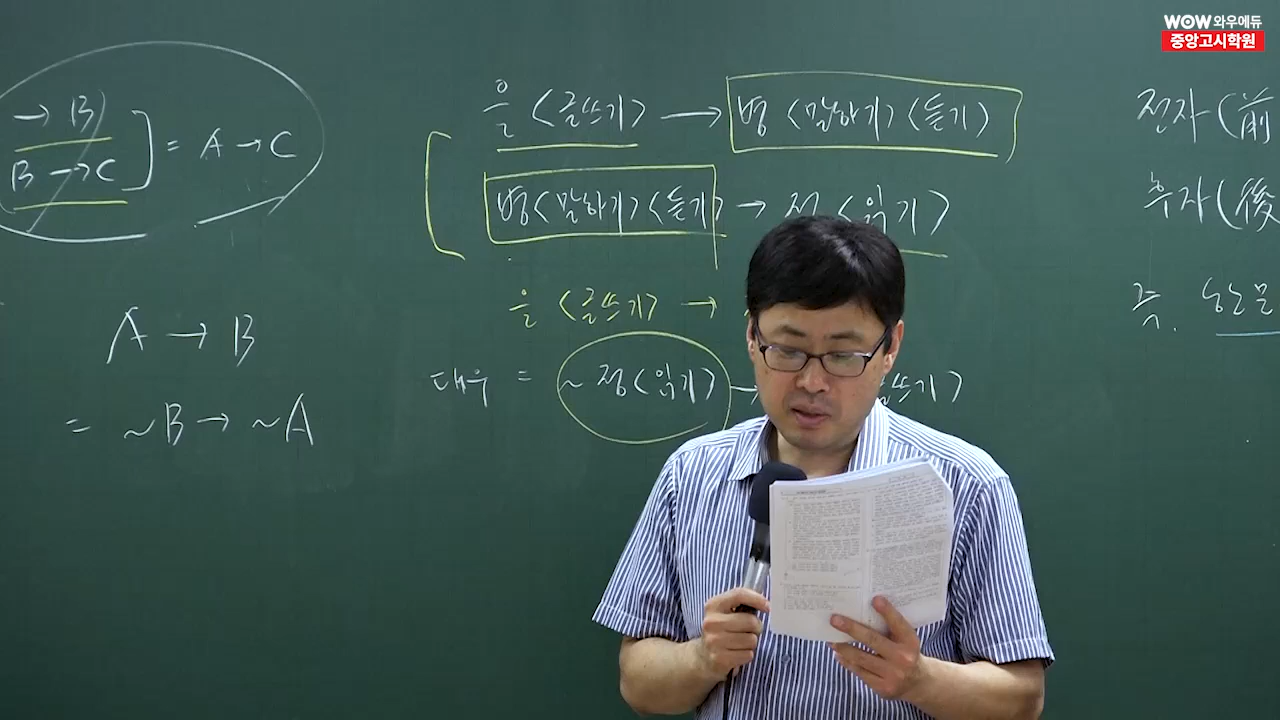 WOW 와우에듀
중앙고시학원
→ B
B → C
= A → C
A → B
= ~B → ~A
을 <글쓰기> → 병 <말하기> <듣기>
병 <말하기> <듣기> → 정 <읽기>
을 <글쓰기> →
대우 = ~ 정 <읽기> → 쓰기>
전자 (前
후자 (後